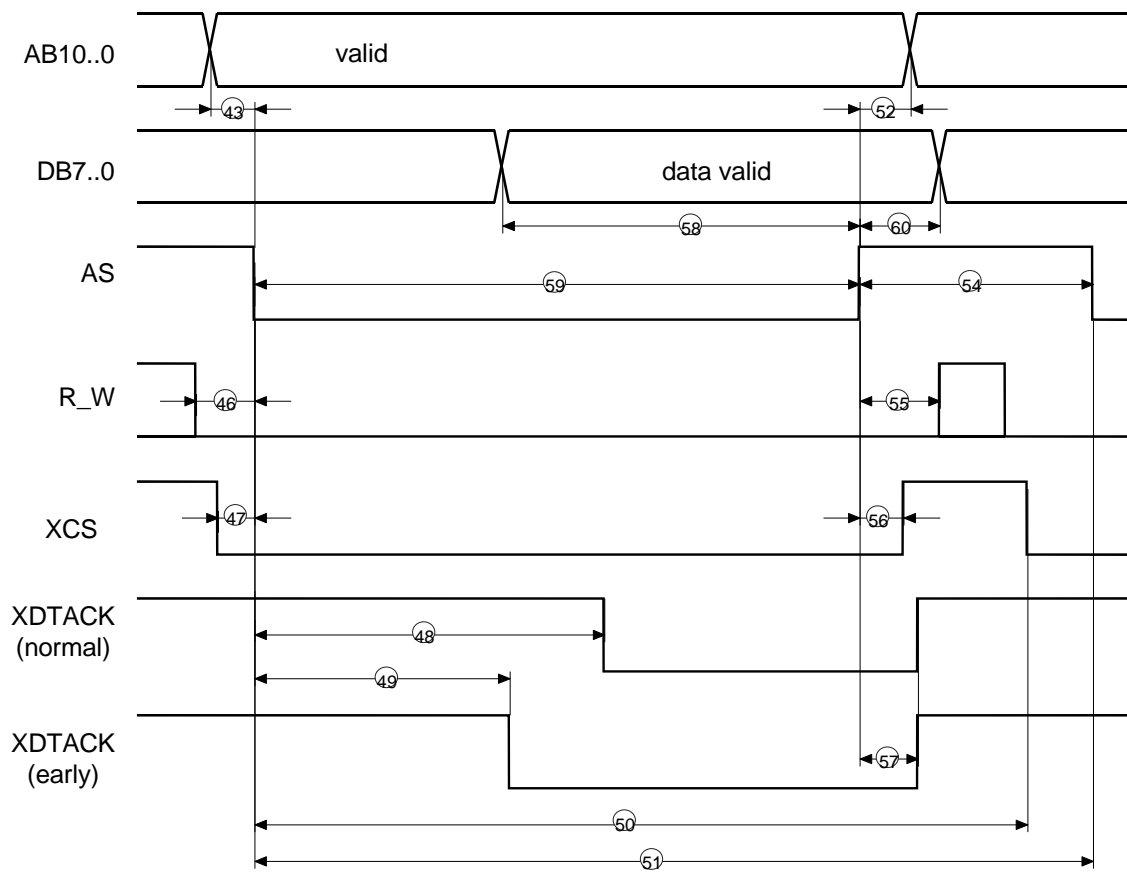 AB10..0
valid
43
52
DB7..0
data valid
58
60
AS
59
54
R_W
46
55
XCS
47
56
XDTACK
(normal)
48
49
XDTACK
(early)
57
50
51